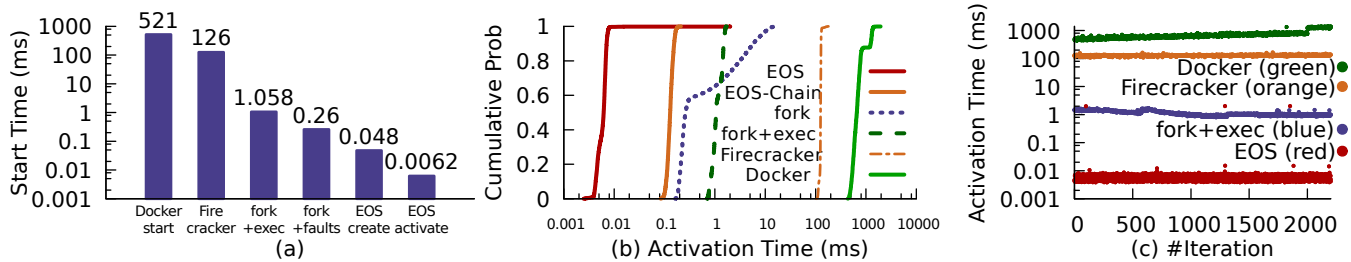 Start Time (ms)
1000
100
10
1
0.1
0.01
0.001
521
126
1.058
0.26
0.048
0.0062
Docker start
Fire cracker
fork +exec
fork +faults
EOS create
EOS activate
(a)
Cumulative Prob
1
0.8
0.6
0.4
0.2
0
EOS
EOS-Chain
fork
fork+exec
Firecracker
Docker
0.001 0.01 0.1 1 10 100 1000 10000
(b) Activation Time (ms)
Activation Time (ms)
1000
100
10
1
0.1
0.01
0.001
Docker (green)
Firecracker (orange)
fork+exec (blue)
EOS (red)
0 500 1000 1500 2000
(c) #Iteration